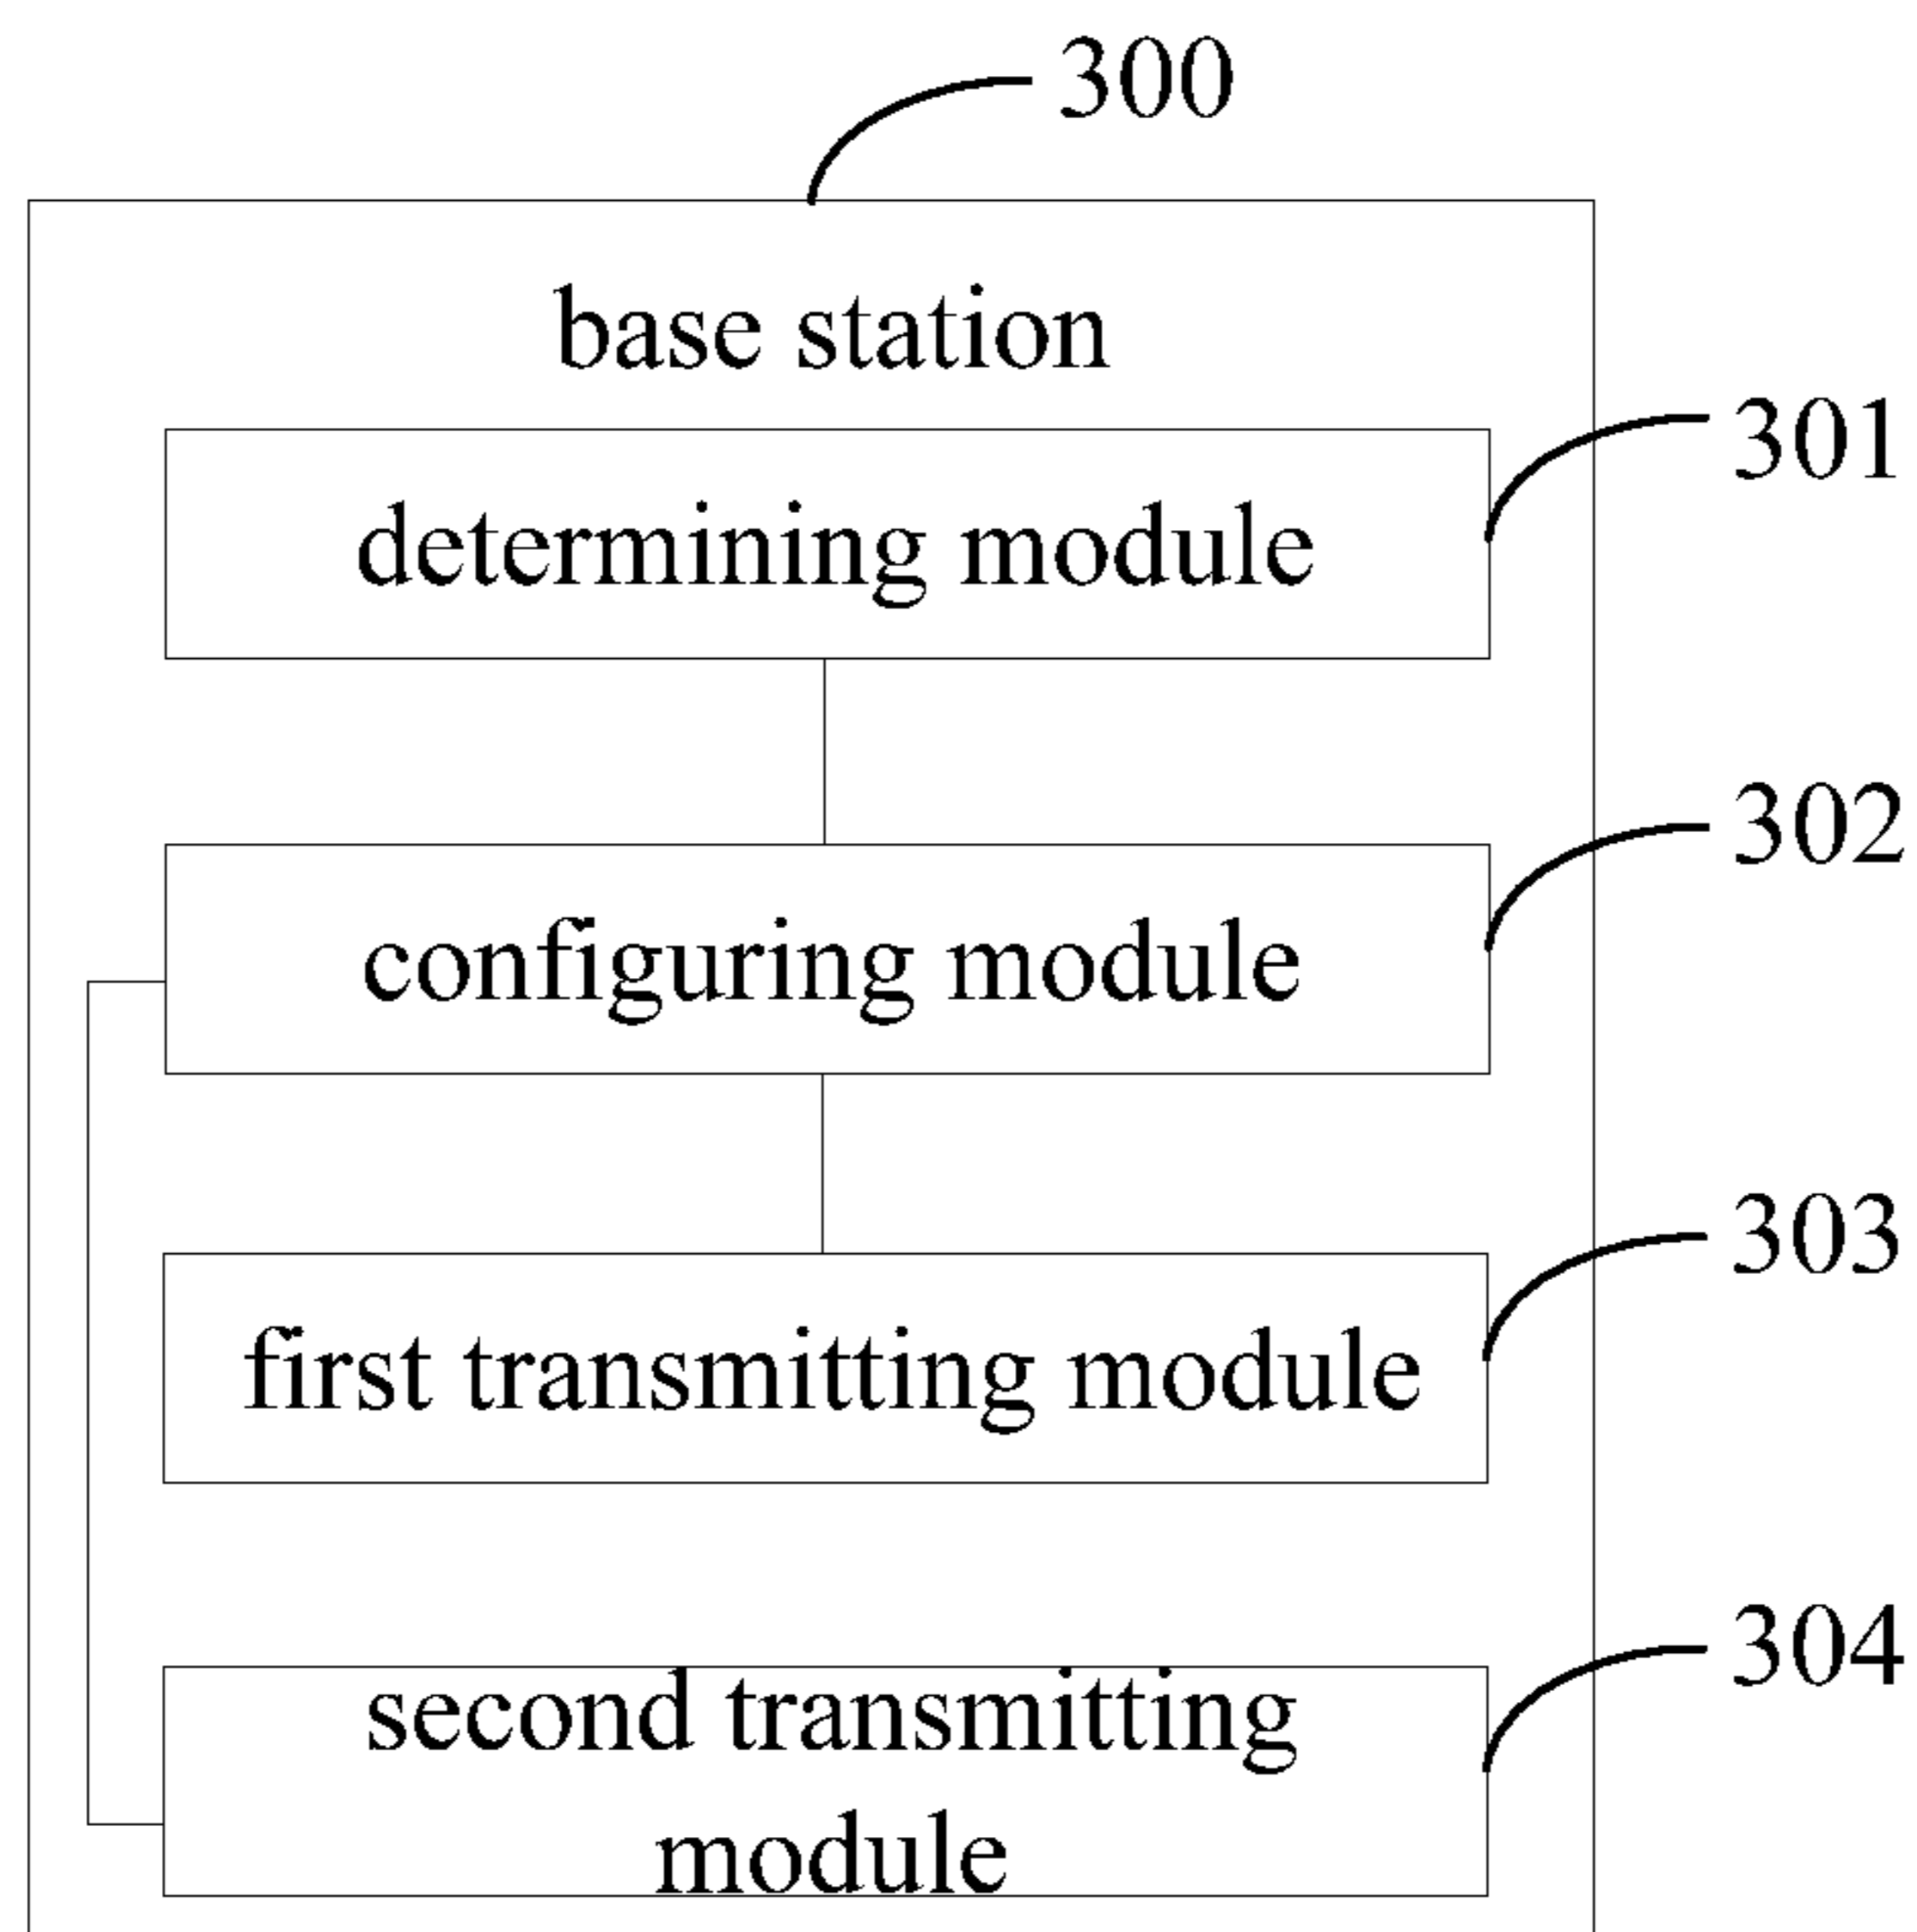 300
base station
301
determining module
302
configuring module
303
first transmitting module
304
second transmitting
module